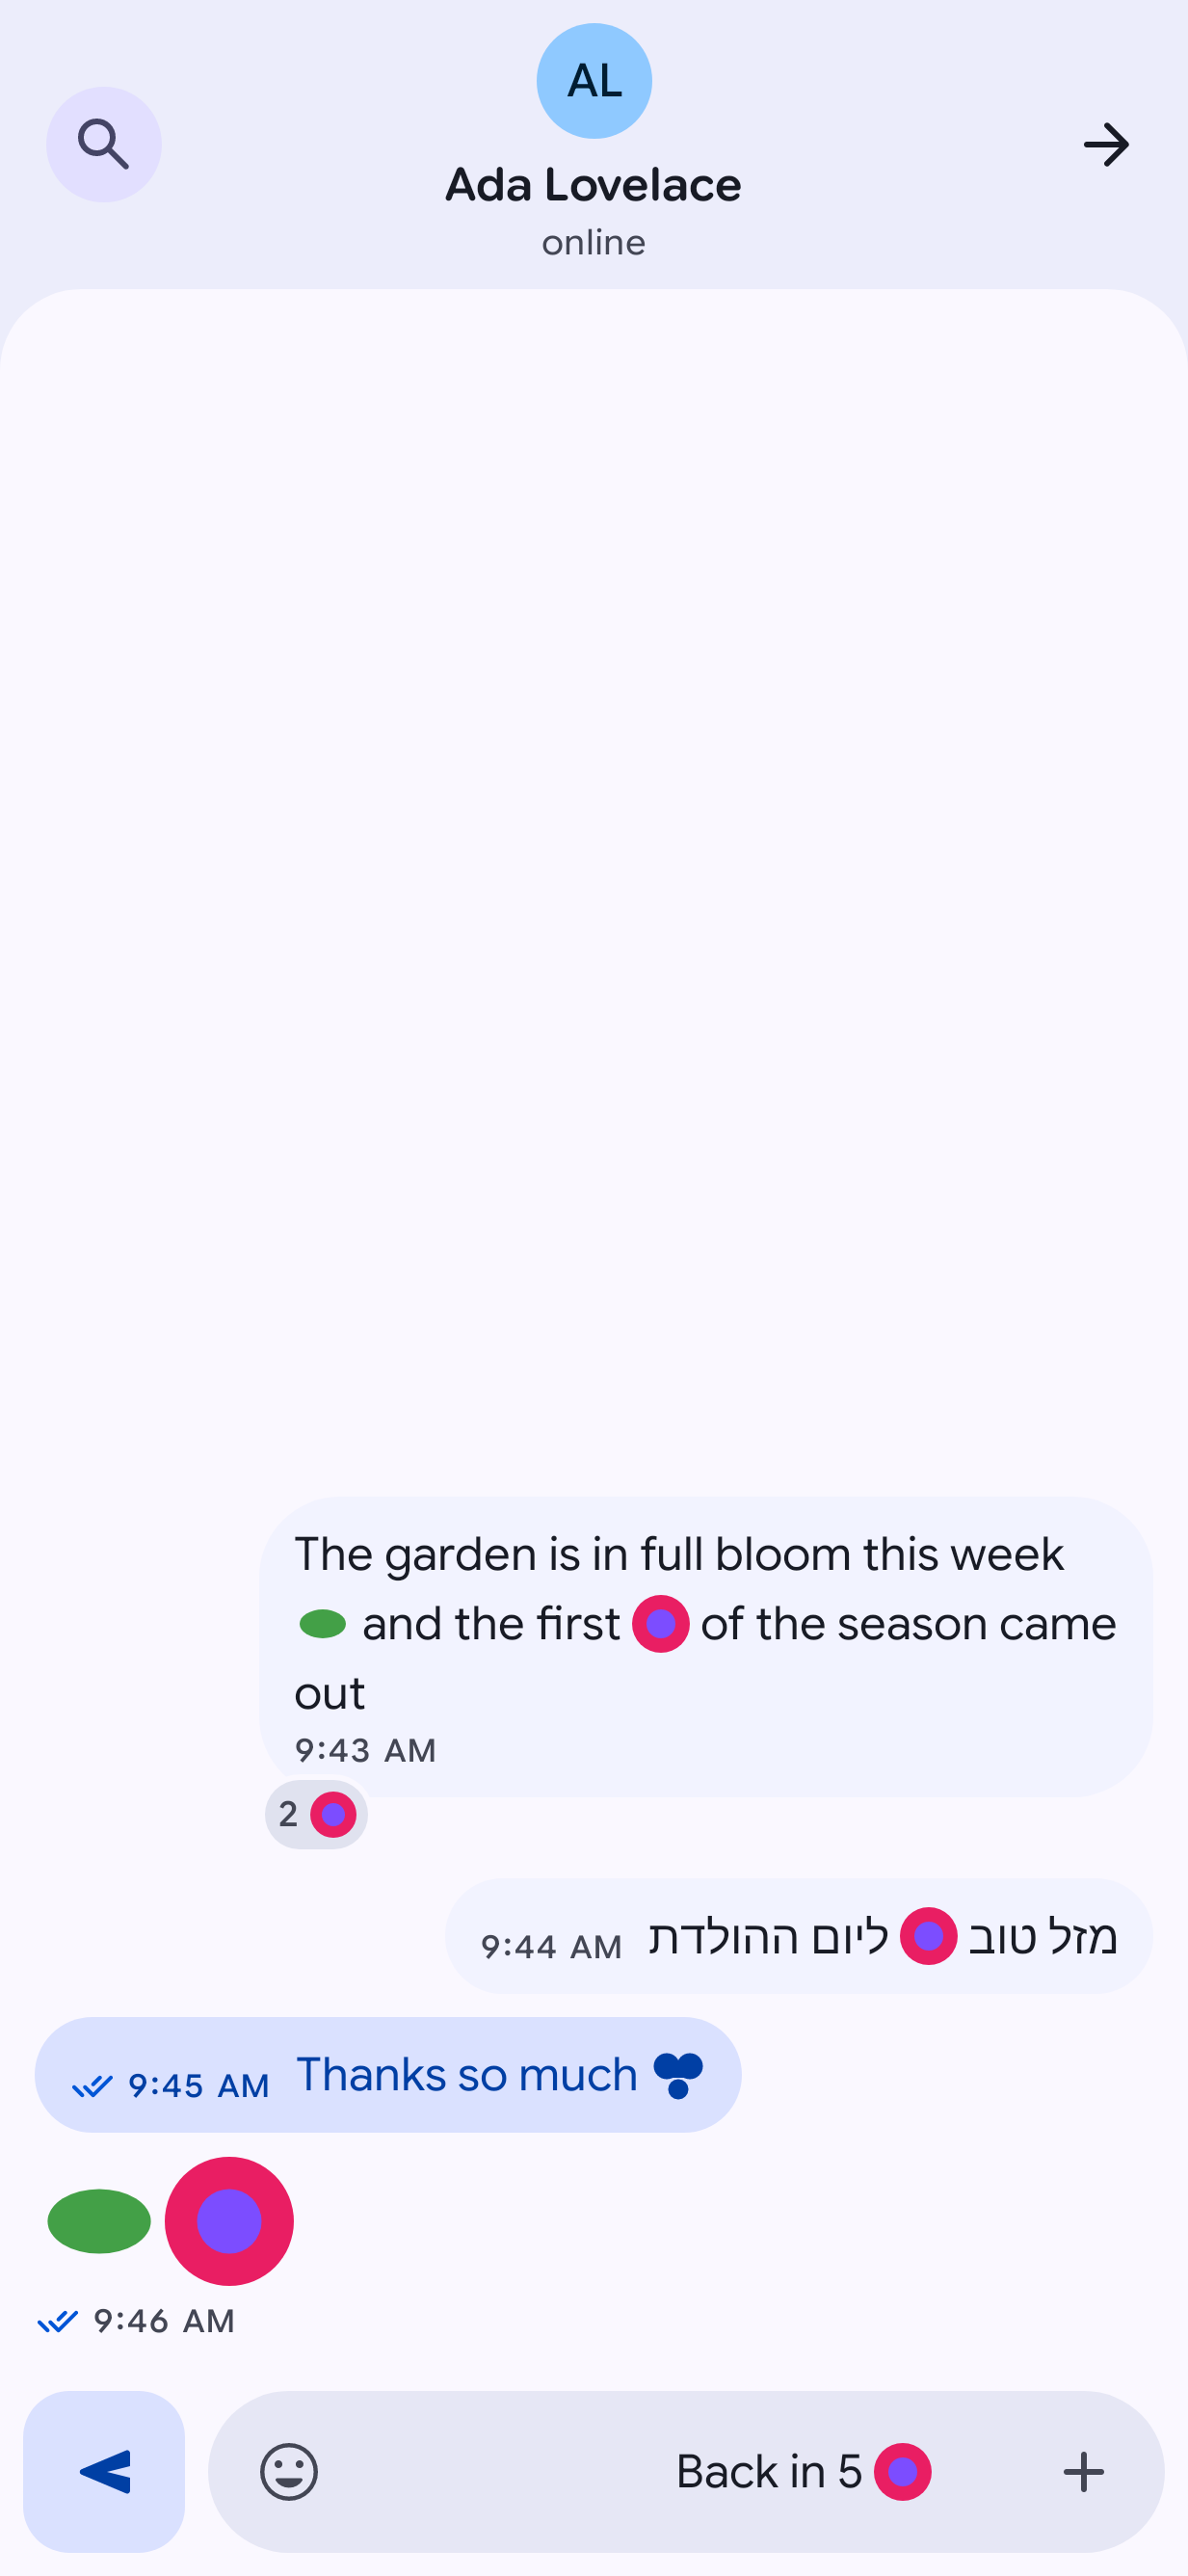 AL
Ada Lovelace
online
The garden is in full bloom this week
and the first of the season came
out
9:43 AM
2
מזל טוב ליום ההולדת
9:44 AM
Thanks so much
9:45 AM
9:46 AM
Back in 5